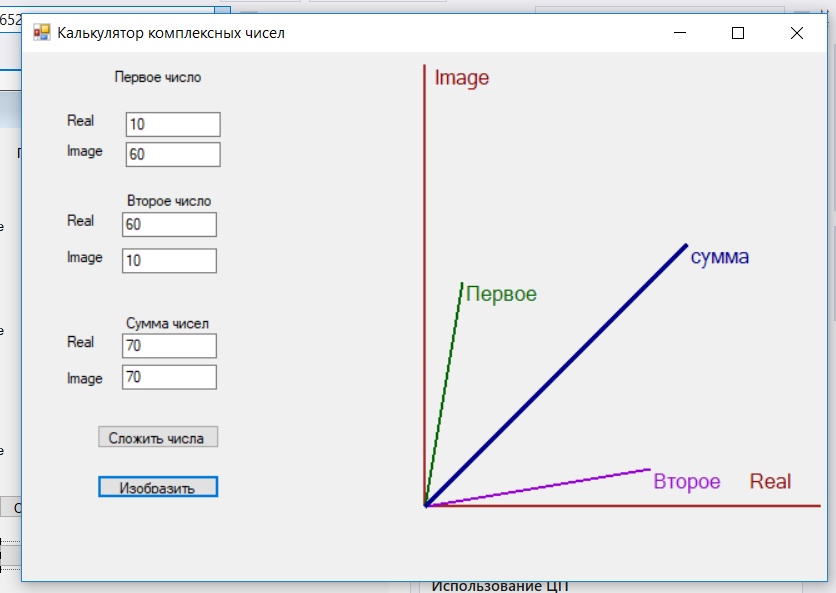 652
Калькулятор комплексных чисел
Первое число
Real 10
Image 60
Второе число
Real 60
Image 10
Сумма чисел
Real 70
Image 70
Сложить числа
Изобразить
Image
сумма
Первое
Второе Real
Использование ЦП